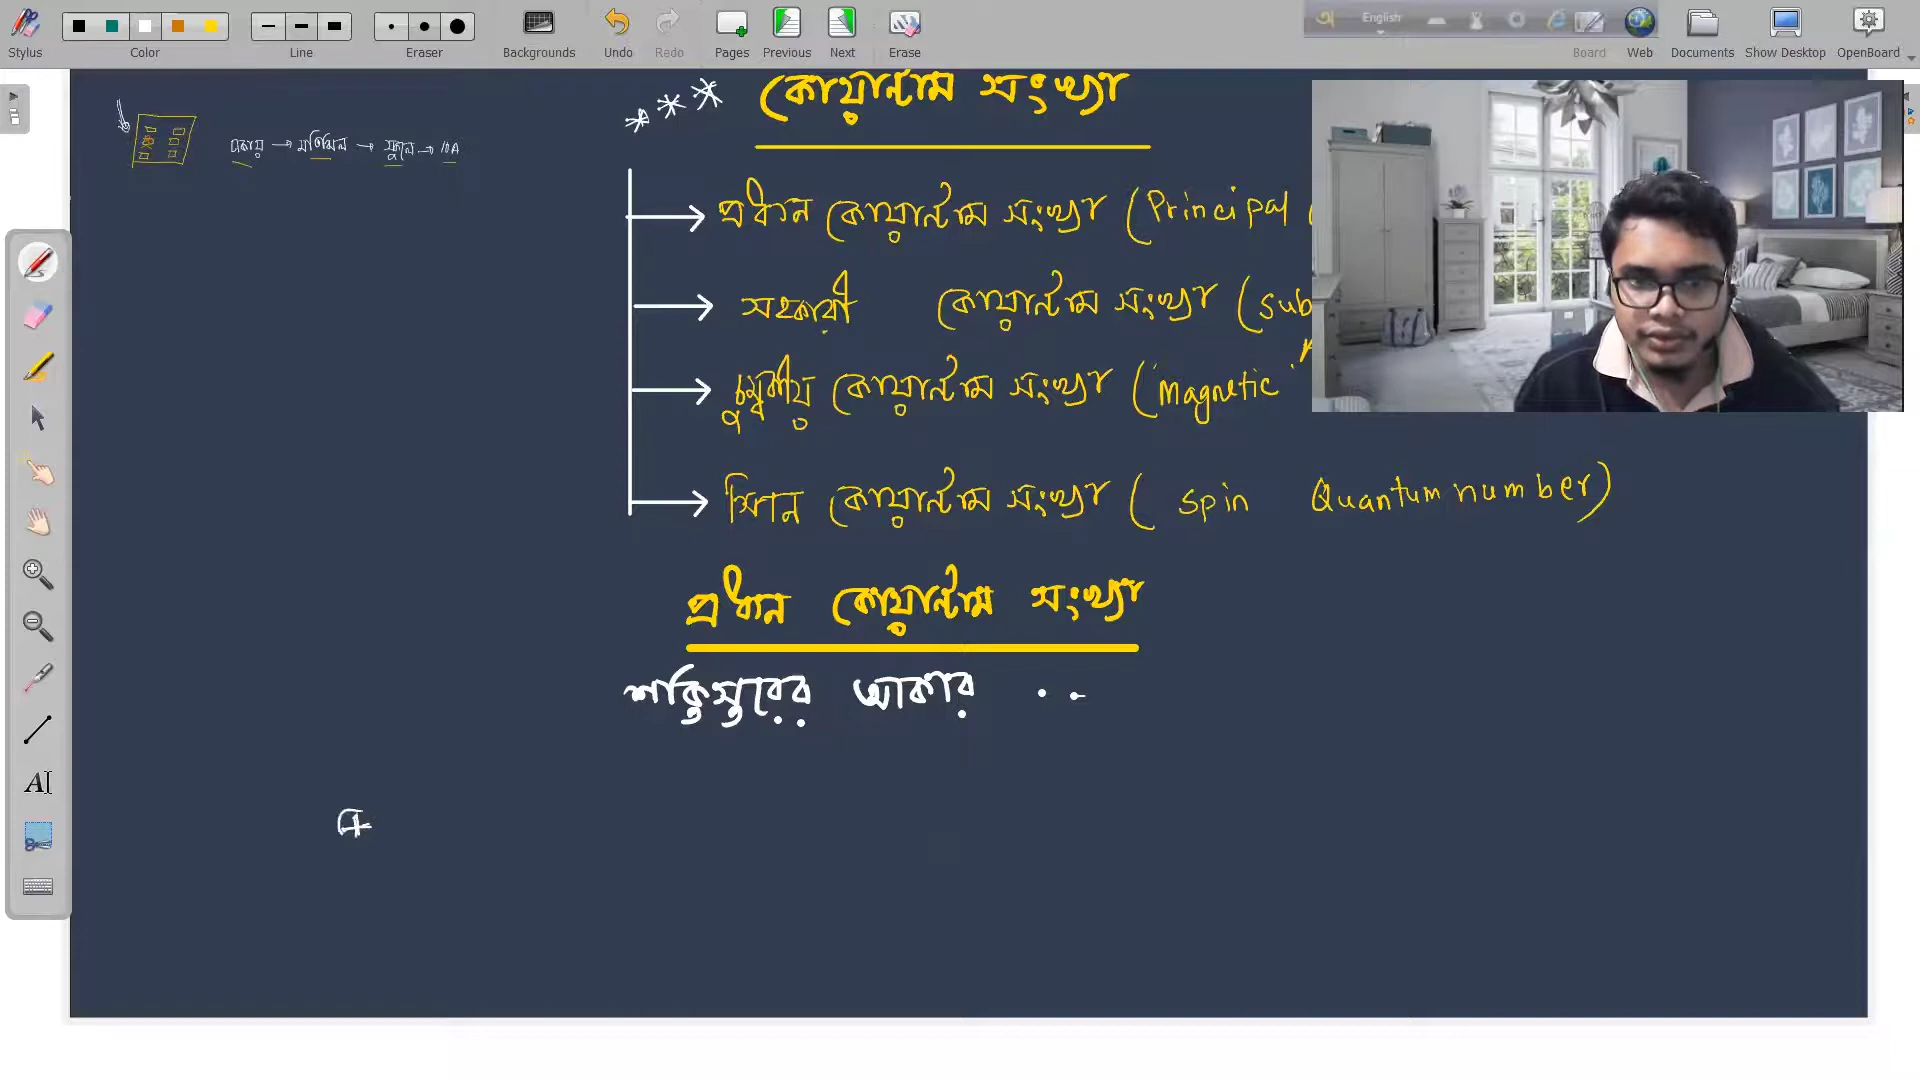 Stylus
Color
Line
Eraser
Backgrounds
Undo
Redo
Pages
Previous
Next
Erase
অ English
Board
Web
Documents
Show Desktop
OpenBoard
*** কোয়ান্টাম সংখ্যা
→ → স্কুল → 10A
→ প্রধান কোয়ান্টাম সংখ্যা (Principal
→ সহকারী কোয়ান্টাম সংখ্যা (sub
→ চুম্বকীয় কোয়ান্টাম সংখ্যা (Magnetic
→ স্পিন কোয়ান্টাম সংখ্যা ( spin Quantum number)
প্রধান কোয়ান্টাম সংখ্যা
শক্তিস্তরের আকার ..